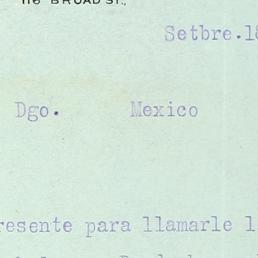 116 BROAD ST.,
Setbre.18
Dgo. Mexico
resente para llamarle l